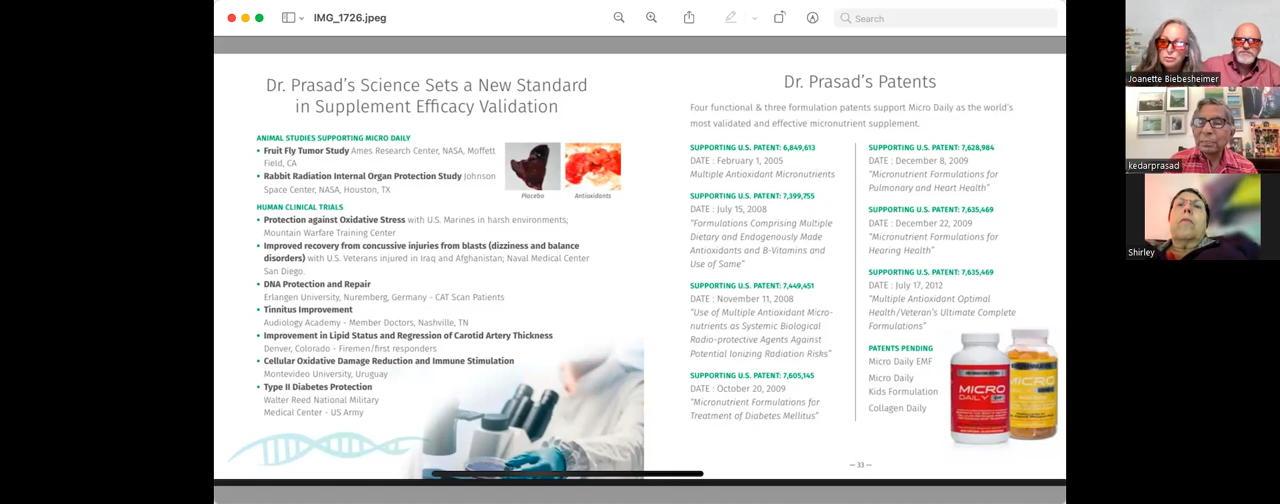 IMG_1726.jpeg
Search
Dr. Prasad's Science Sets a New Standard
in Supplement Efficacy Validation
ANIMAL STUDIES SUPPORTING MICRO DAILY
• Fruit Fly Tumor Study Ames Research Center, NASA, Moffett
Field, CA
• Rabbit Radiation Internal Organ Protection Study Johnson
Space Center, NASA, Houston, TX
Placebo
Antioxidants
HUMAN CLINICAL TRIALS
• Protection against Oxidative Stress with U.S. Marines in harsh environments;
Mountain Warfare Training Center
• Improved recovery from concussive injuries from blasts (dizziness and balance
disorders) with U.S. Veterans injured in Iraq and Afghanistan; Naval Medical Center
San Diego.
• DNA Protection and Repair
Erlangen University, Nuremberg, Germany - CAT Scan Patients
• Tinnitus Improvement
Audiology Academy - Member Doctors, Nashville, TN
• Improvement in Lipid Status and Regression of Carotid Artery Thickness
Denver, Colorado - Firemen/first responders
• Cellular Oxidative Damage Reduction and Immune Stimulation
Montevideo University, Uruguay
• Type II Diabetes Protection
Walter Reed National Military
Medical Center - US Army
Dr. Prasad's Patents
Four functional & three formulation patents support Micro Daily as the world's
most validated and effective micronutrient supplement.
SUPPORTING U.S. PATENT: 6,849,613
DATE : February 1, 2005
Multiple Antioxidant Micronutrients
SUPPORTING U.S. PATENT: 7,399,755
DATE : July 15, 2008
"Formulations Comprising Multiple
Dietary and Endogenously Made
Antioxidants and B-Vitamins and
Use of Same"
SUPPORTING U.S. PATENT: 7,449,451
DATE : November 11, 2008
"Use of Multiple Antioxidant Micro-
nutrients as Systemic Biological
Radio-protective Agents Against
Potential Ionizing Radiation Risks"
SUPPORTING U.S. PATENT: 7,605,145
DATE : October 20, 2009
"Micronutrient Formulations for
Treatment of Diabetes Mellitus"
SUPPORTING U.S. PATENT: 7,628,984
DATE : December 8, 2009
"Micronutrient Formulations for
Pulmonary and Heart Health"
SUPPORTING U.S. PATENT: 7,635,469
DATE : December 22, 2009
"Micronutrient Formulations for
Hearing Health"
SUPPORTING U.S. PATENT: 7,635,469
DATE : July 17, 2012
"Multiple Antioxidant Optimal
Health/Veteran's Ultimate Complete
Formulations"
PATENTS PENDING
Micro Daily EMF
Micro Daily
Kids Formulation
Collagen Daily
MICRO
DAILY
MICRO
— 33 —
Joanette Biebesheimer
kedarprasad
Shirley